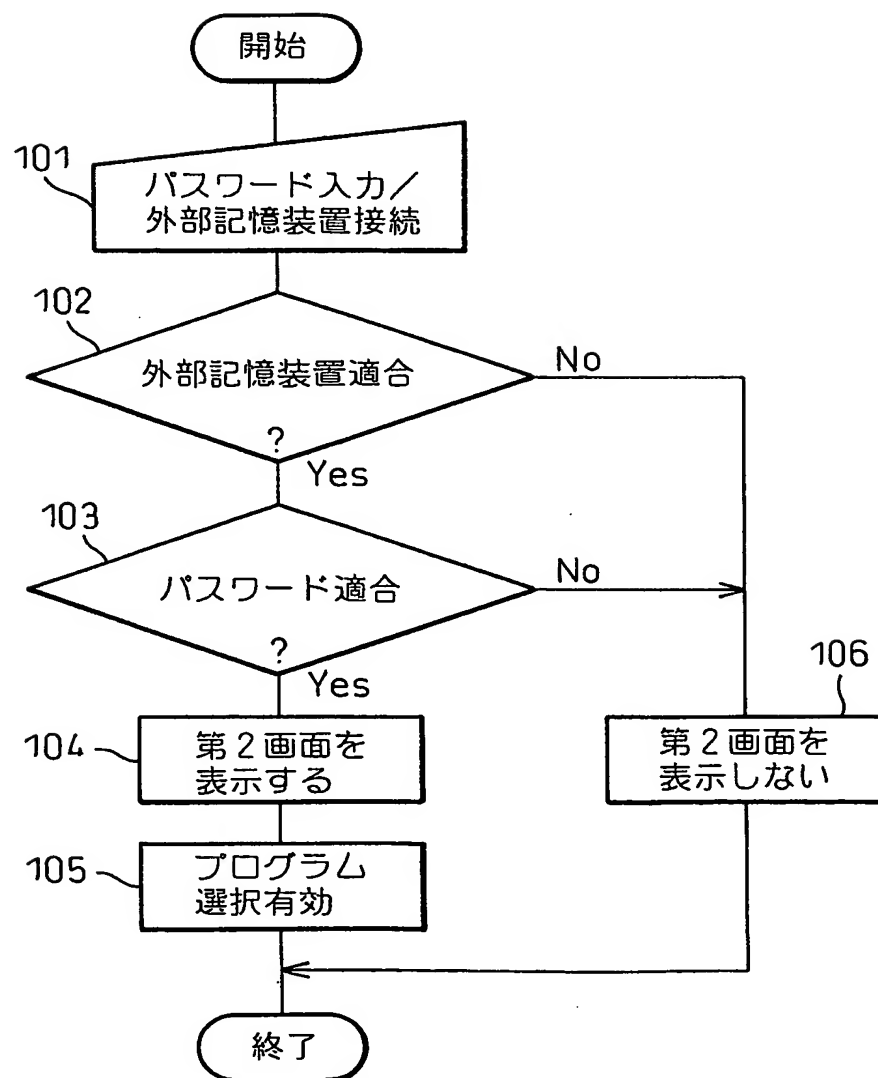 開始
101
パスワード入力/
外部記憶装置接続
102
外部記憶装置適合
?
No
Yes
103
パスワード適合
?
No
Yes
104
第2画面を
表示する
106
第2画面を
表示しない
105
プログラム
選択有効
終了